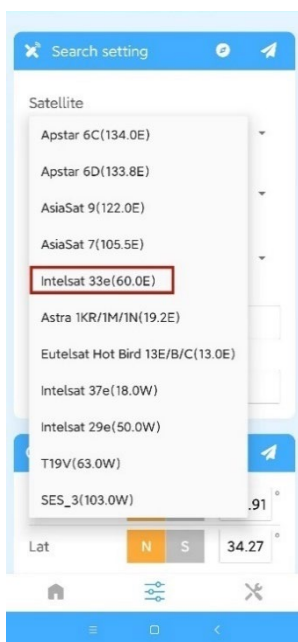 Search setting
Satellite
Apstar 6C(134.0E)
Apstar 6D(133.8E)
AsiaSat 9(122.0E)
AsiaSat 7(105.5E)
Intelsat 33e(60.0E)
Astra 1KR/1M/1N(19.2E)
Eutelsat Hot Bird 13E/B/C(13.0E)
Intelsat 37e(18.0W)
Intelsat 29e(50.0W)
T19V(63.0W)
SES_3(103.0W)
.91 °
Lat N S 34.27 °